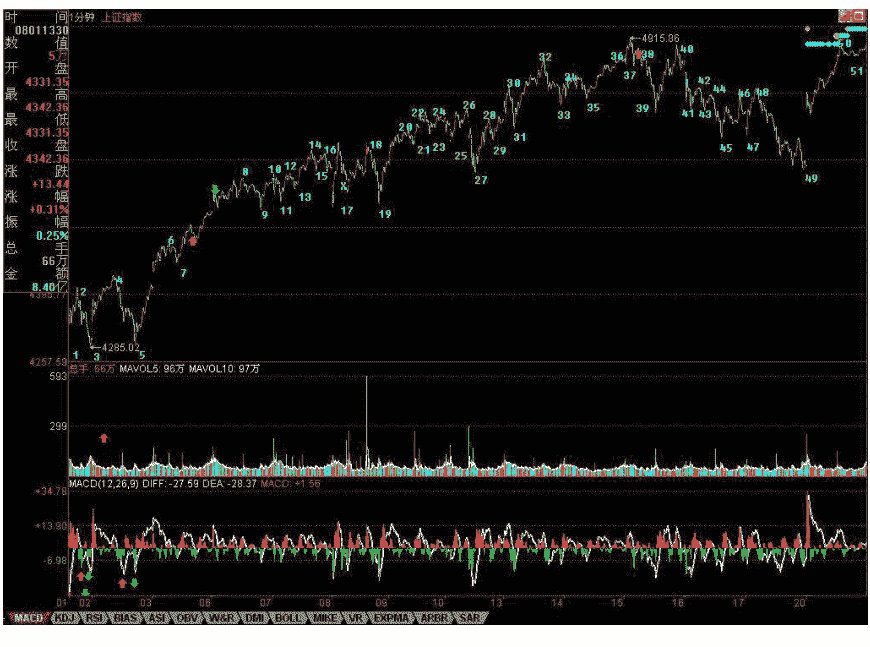 时 间 1分钟 上证指数
08011330
数 值
5万
开 盘
4331.35
最 高
4342.36
最 低
4331.35
收 盘
4342.36
涨 跌
+13.44
涨 幅
+0.31%
振 幅
0.25%
总 手
66万
金 额
8.40亿
4257.59
4915.86
4285.02
1 2 3 4 5 6 7 8 9 10 11 12 13 14 15 16 X 17 18 19 20 21 22 23 24 25 26 27 28 29 30 31 32 33 34 35 36 37 38 39 40 41 42 43 44 45 46 47 48 49 50 51
总手: 66万 MAVOL5: 96万 MAVOL10: 97万
593
299
MACD(12,26,9) DIFF: -27.59 DEA: -28.37 MACD: +1.56
+34.78
+13.90
-6.98
01 02 03 06 07 08 09 10 13 14 15 16 17 20
MACD KDJ RSI BIAS ASI OBV W&R DMI BOLL MIKE VR EXPMA ARBR SAR